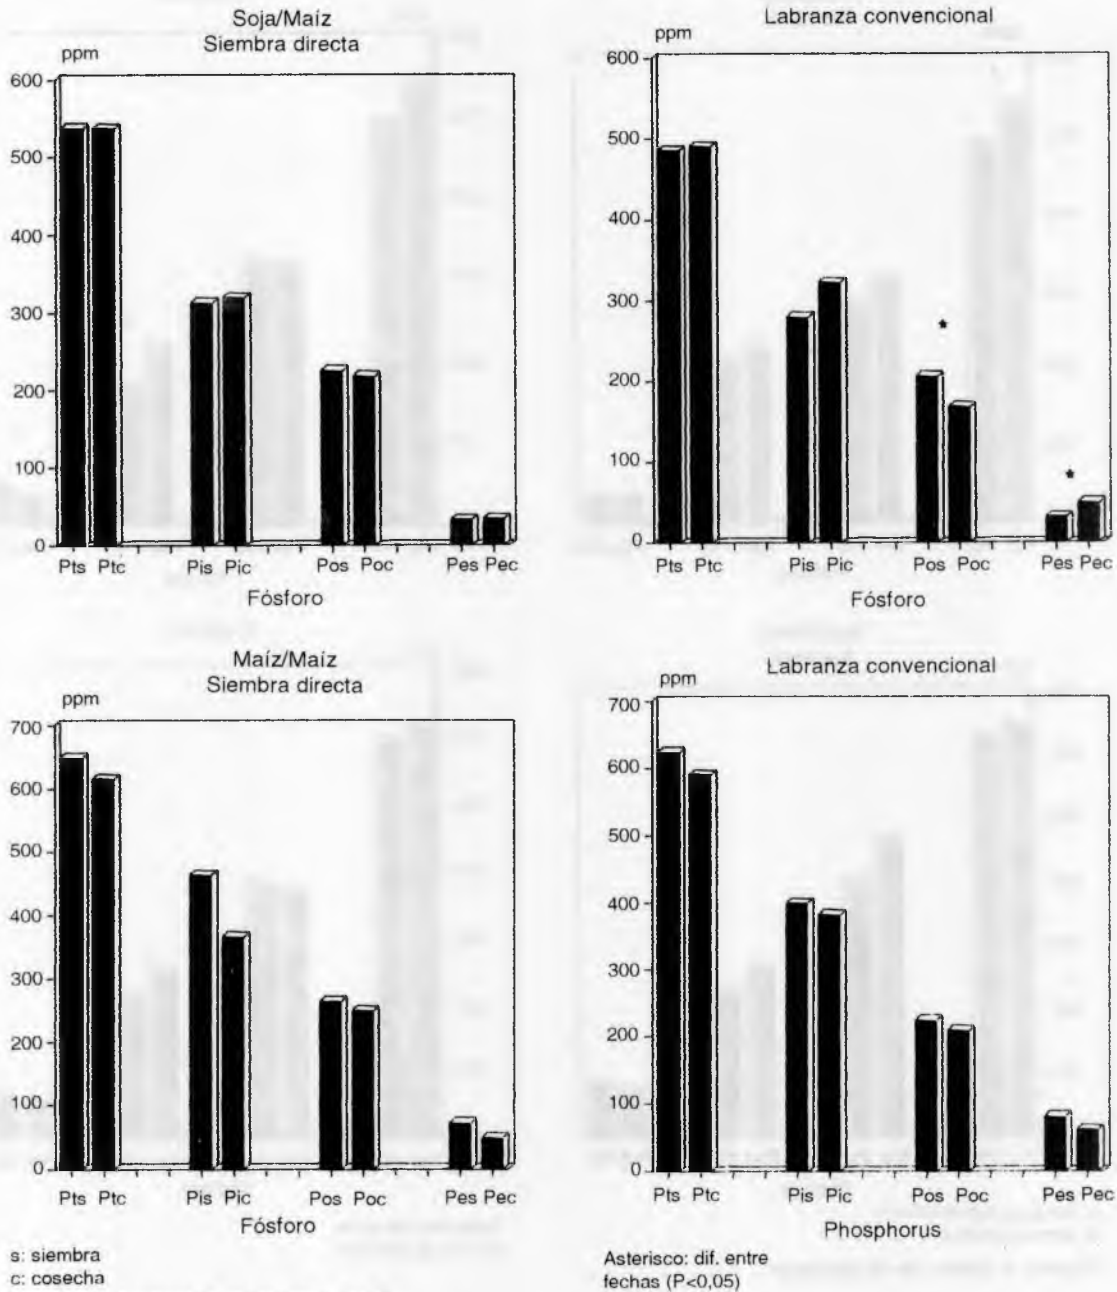 Soja/Maíz
Siembra directa
ppm
600
500
400
300
200
100
0
Pts Ptc Pis Pic Pos Poc Pes Pec
Fósforo
Labranza convencional
ppm
600
500
400
300
200
100
0
*
*
Pts Ptc Pis Pic Pos Poc Pes Pec
Fósforo
Maíz/Maíz
Siembra directa
ppm
700
600
500
400
300
200
100
0
Pts Ptc Pis Pic Pos Poc Pes Pec
Fósforo
s: siembra
c: cosecha
Labranza convencional
ppm
700
600
500
400
300
200
100
0
Pts Ptc Pis Pic Pos Poc Pes Pec
Phosphorus
Asterisco: dif. entre
fechas (P<0,05)